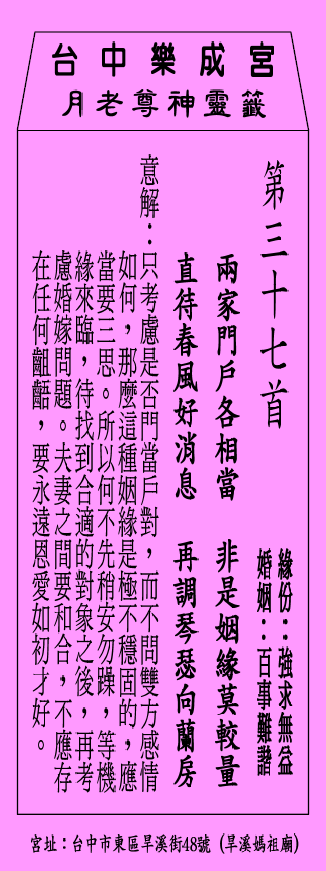 台中樂成宮
月老尊神靈籤
第三十七首
緣份：強求無益
婚姻：百事難諧
兩家門戶各相當　非是姻緣莫較量
直待春風好消息　再調琴瑟向蘭房
意解：只考慮是否門當戶對，而不問雙方感情
如何，那麼這種姻緣是極不穩固的，應
當要三思。所以何不先稍安勿躁，等機
緣來臨，待找到合適的對象之後，再考
慮婚嫁問題。夫妻之間要和合，不應存
在任何齟齬，要永遠恩愛如初才好。
宮址：台中市東區旱溪街48號（旱溪媽祖廟）